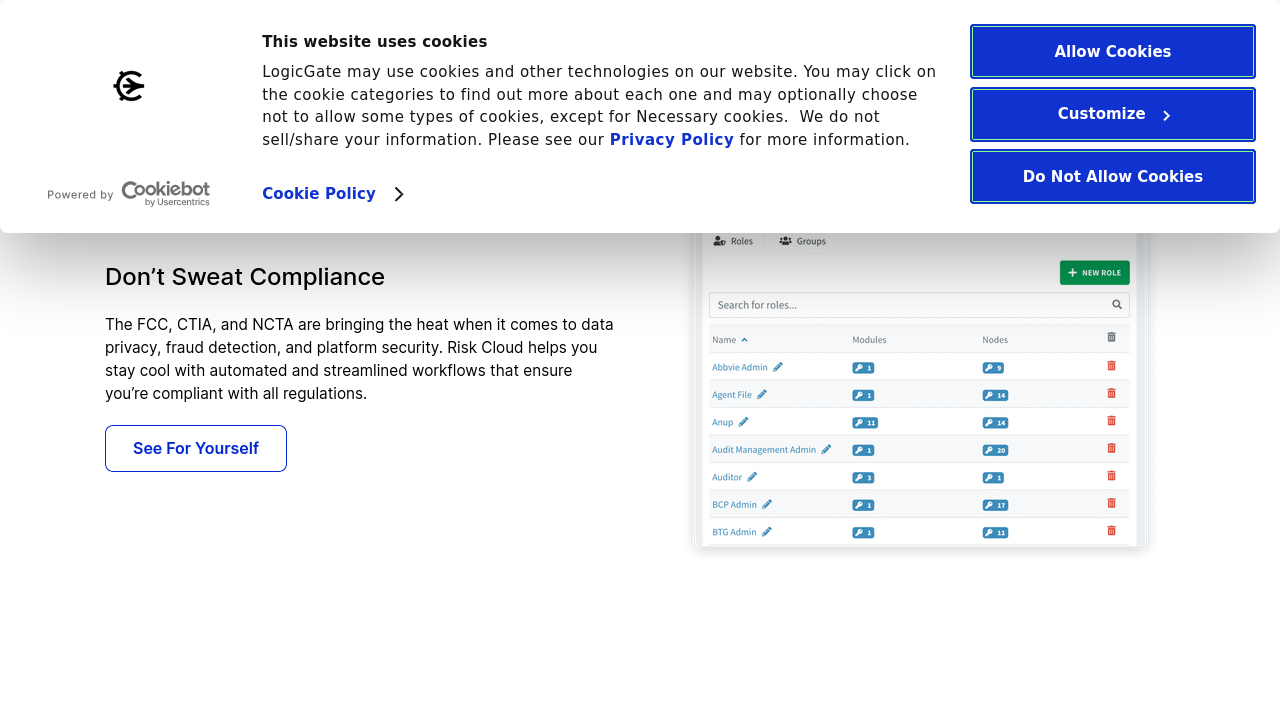 This website uses cookies
LogicGate may use cookies and other technologies on our website. You may click on
the cookie categories to find out more about each one and may optionally choose
not to allow some types of cookies, except for Necessary cookies.  We do not
sell/share your information. Please see our Privacy Policy for more information.
Cookie Policy
Powered by Cookiebot
by Usercentrics
Allow Cookies
Customize
Do Not Allow Cookies
Don’t Sweat Compliance
The FCC, CTIA, and NCTA are bringing the heat when it comes to data
privacy, fraud detection, and platform security. Risk Cloud helps you
stay cool with automated and streamlined workflows that ensure
you’re compliant with all regulations.
See For Yourself
Roles Groups
NEW ROLE
Search for roles...
Name Modules Nodes
Abbvie Admin 1 9
Agent File 1 14
Anup 11 14
Audit Management Admin 1 20
Auditor 3 1
BCP Admin 1 17
BTG Admin 1 11